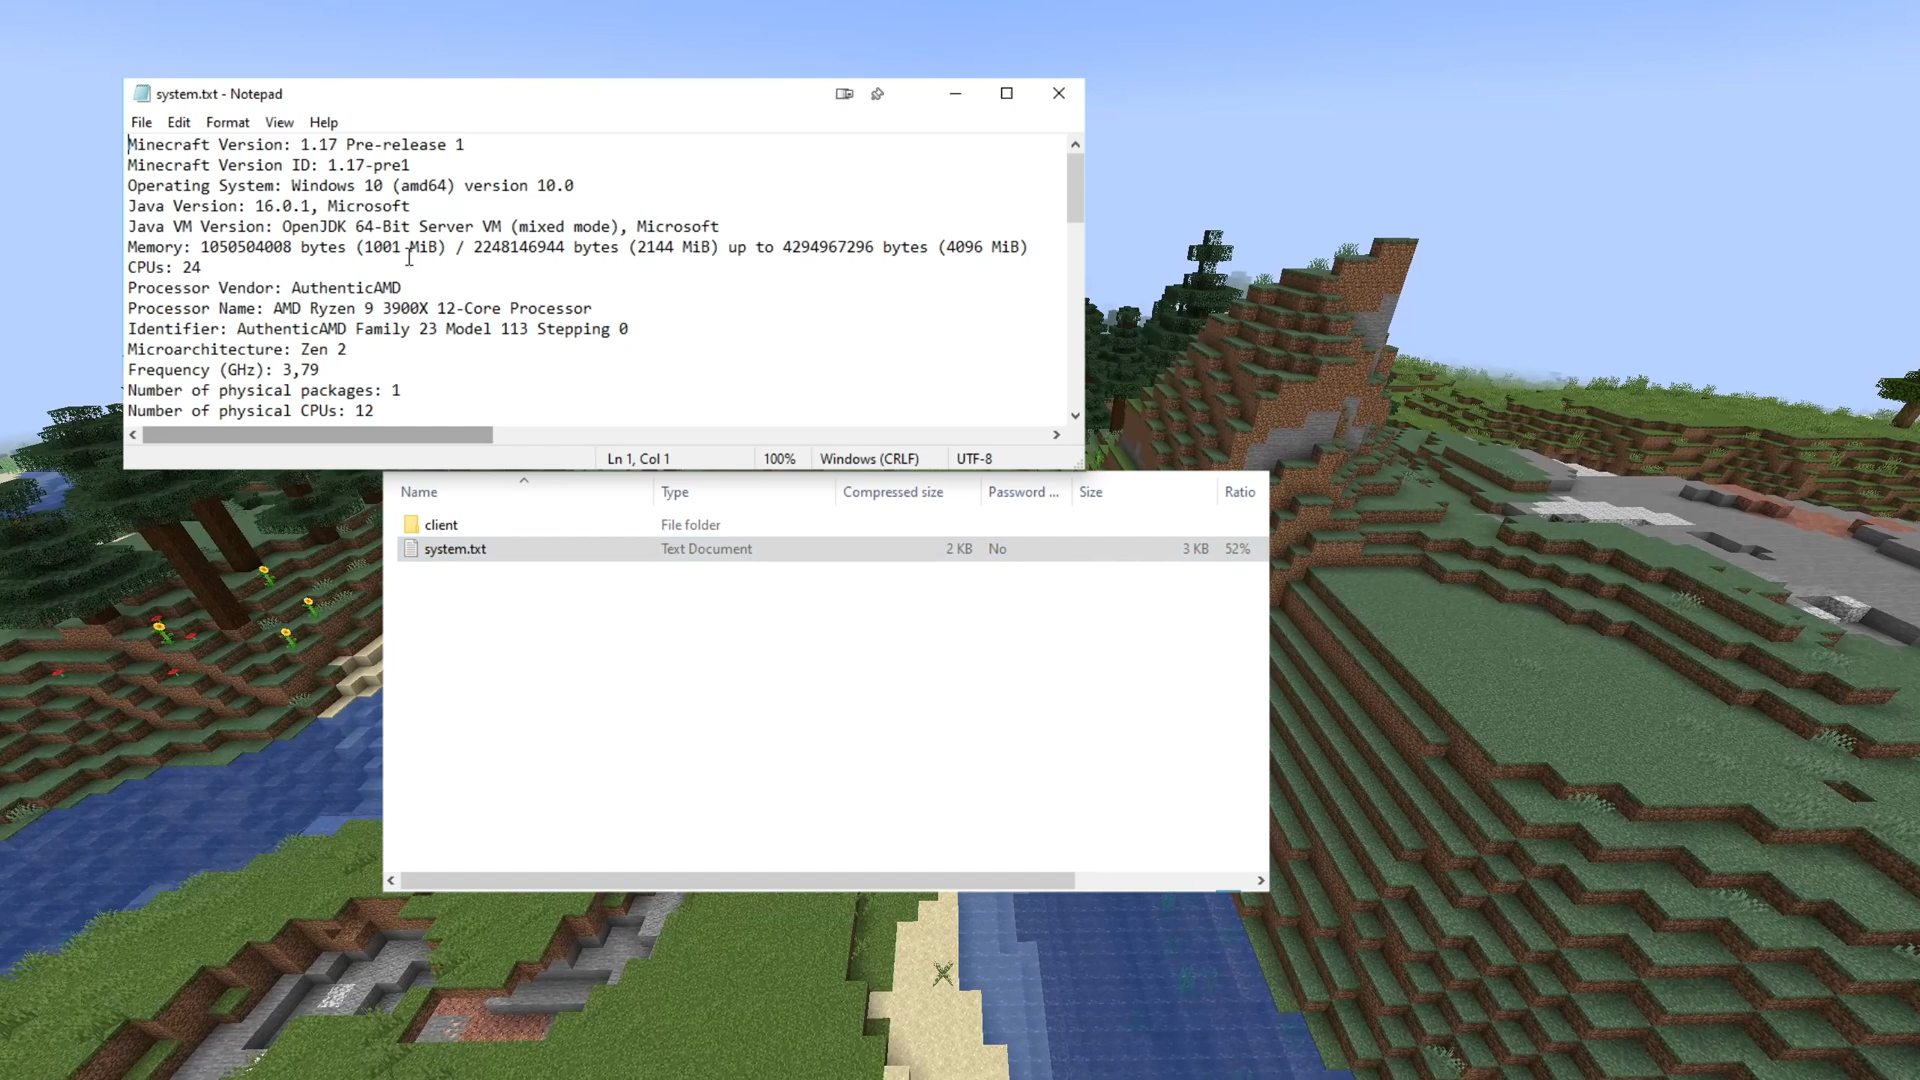 system.txt - Notepad
File Edit Format View Help
Minecraft Version: 1.17 Pre-release 1
Minecraft Version ID: 1.17-pre1
Operating System: Windows 10 (amd64) version 10.0
Java Version: 16.0.1, Microsoft
Java VM Version: OpenJDK 64-Bit Server VM (mixed mode), Microsoft
Memory: 1050504008 bytes (1001 MiB) / 2248146944 bytes (2144 MiB) up to 4294967296 bytes (4096 MiB)
CPUs: 24
Processor Vendor: AuthenticAMD
Processor Name: AMD Ryzen 9 3900X 12-Core Processor
Identifier: AuthenticAMD Family 23 Model 113 Stepping 0
Microarchitecture: Zen 2
Frequency (GHz): 3,79
Number of physical packages: 1
Number of physical CPUs: 12
Ln 1, Col 1 100% Windows (CRLF) UTF-8
Name Type Compressed size Password ... Size Ratio
client File folder
system.txt Text Document 2 KB No 3 KB 52%